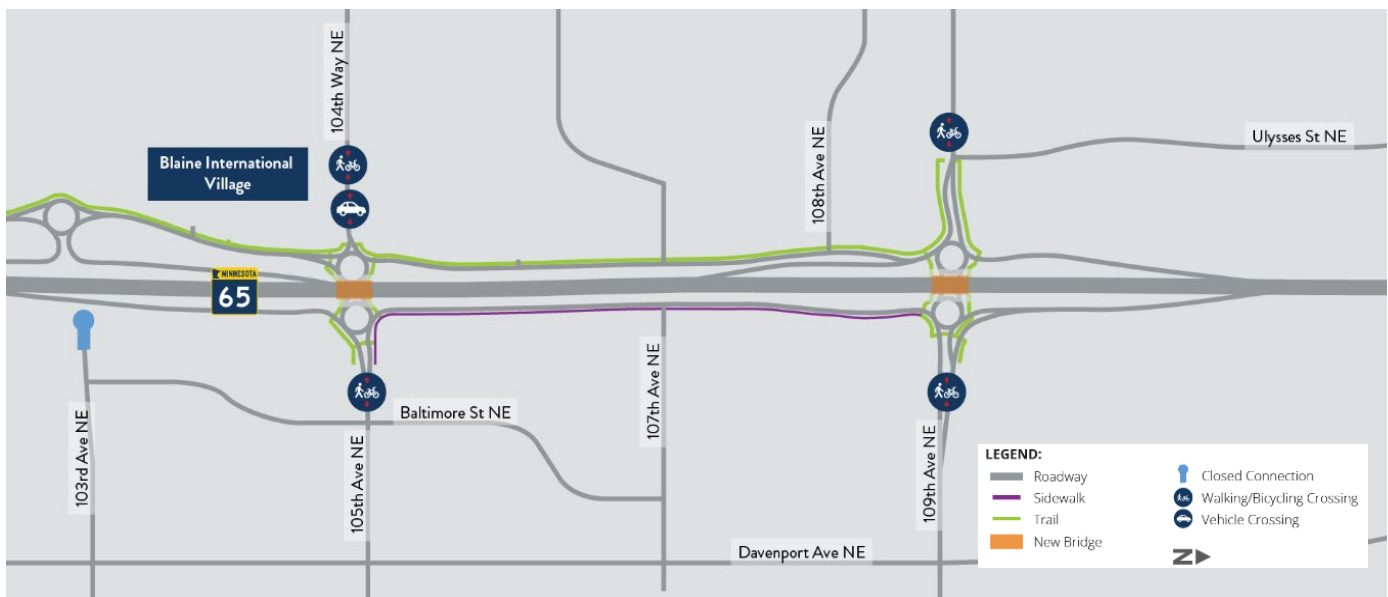 104th Way NE
108th Ave NE
Ulysses St NE
Blaine International
Village
MINNESOTA
65
103rd Ave NE
105th Ave NE
Baltimore St NE
107th Ave NE
109th Ave NE
Davenport Ave NE
LEGEND:
Roadway
Sidewalk
Trail
New Bridge
Closed Connection
Walking/Bicycling Crossing
Vehicle Crossing
N